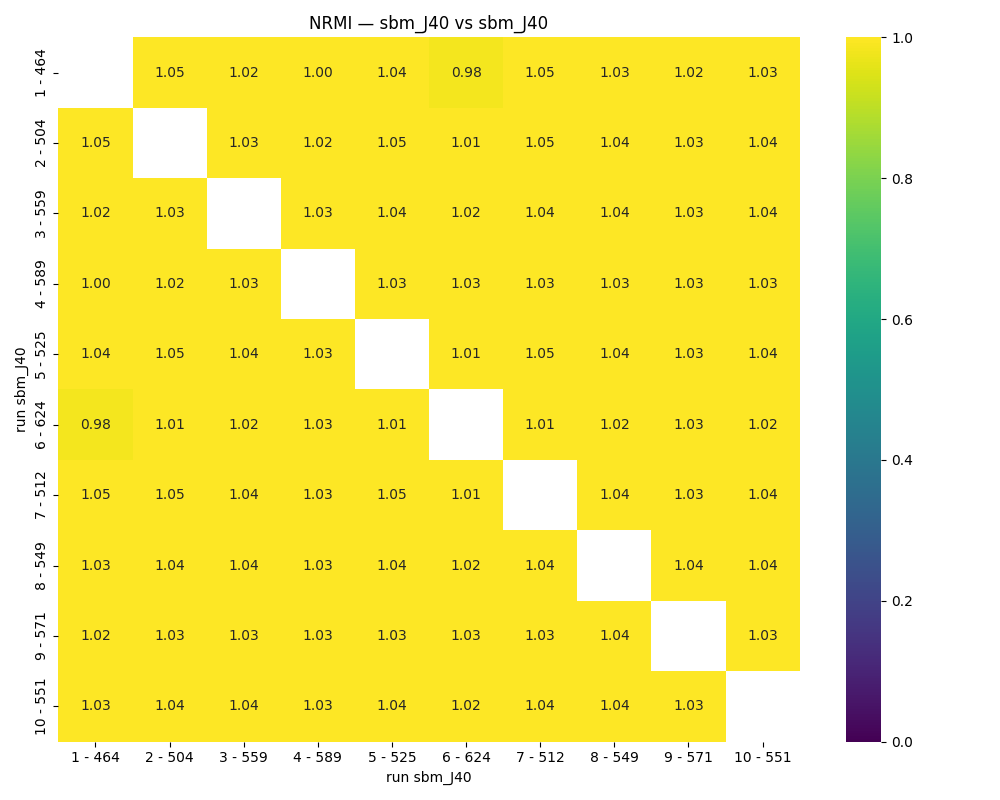 NRMI — sbm_J40 vs sbm_J40
1 - 464 1.05 1.02 1.00 1.04 0.98 1.05 1.03 1.02 1.03
2 - 504 1.05 1.03 1.02 1.05 1.01 1.05 1.04 1.03 1.04
3 - 559 1.02 1.03 1.03 1.04 1.02 1.04 1.04 1.03 1.04
4 - 589 1.00 1.02 1.03 1.03 1.03 1.03 1.03 1.03 1.03
5 - 525 1.04 1.05 1.04 1.03 1.01 1.05 1.04 1.03 1.04
6 - 624 0.98 1.01 1.02 1.03 1.01 1.01 1.02 1.03 1.02
7 - 512 1.05 1.05 1.04 1.03 1.05 1.01 1.04 1.03 1.04
8 - 549 1.03 1.04 1.04 1.03 1.04 1.02 1.04 1.04 1.04
9 - 571 1.02 1.03 1.03 1.03 1.03 1.03 1.03 1.04 1.03
10 - 551 1.03 1.04 1.04 1.03 1.04 1.02 1.04 1.04 1.03
1 - 464 2 - 504 3 - 559 4 - 589 5 - 525 6 - 624 7 - 512 8 - 549 9 - 571 10 - 551
run sbm_J40
run sbm_J40
1.0
0.8
0.6
0.4
0.2
0.0